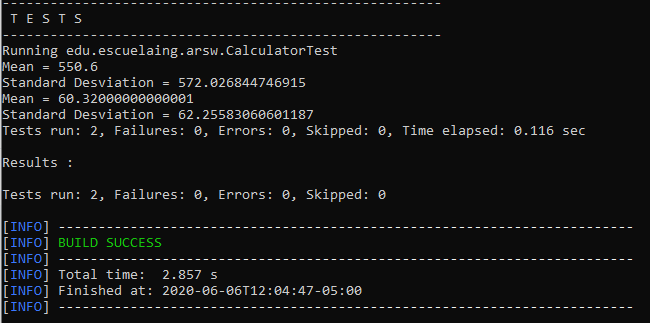 -------------------------------------------------------
 T E S T S
-------------------------------------------------------
Running edu.escuelaing.arsw.CalculatorTest
Mean = 550.6
Standard Desviation = 572.026844746915
Mean = 60.32000000000001
Standard Desviation = 62.25583060601187
Tests run: 2, Failures: 0, Errors: 0, Skipped: 0, Time elapsed: 0.116 sec

Results :

Tests run: 2, Failures: 0, Errors: 0, Skipped: 0

[INFO] ------------------------------------------------------------------------
[INFO] BUILD SUCCESS
[INFO] ------------------------------------------------------------------------
[INFO] Total time:  2.857 s
[INFO] Finished at: 2020-06-06T12:04:47-05:00
[INFO] ------------------------------------------------------------------------